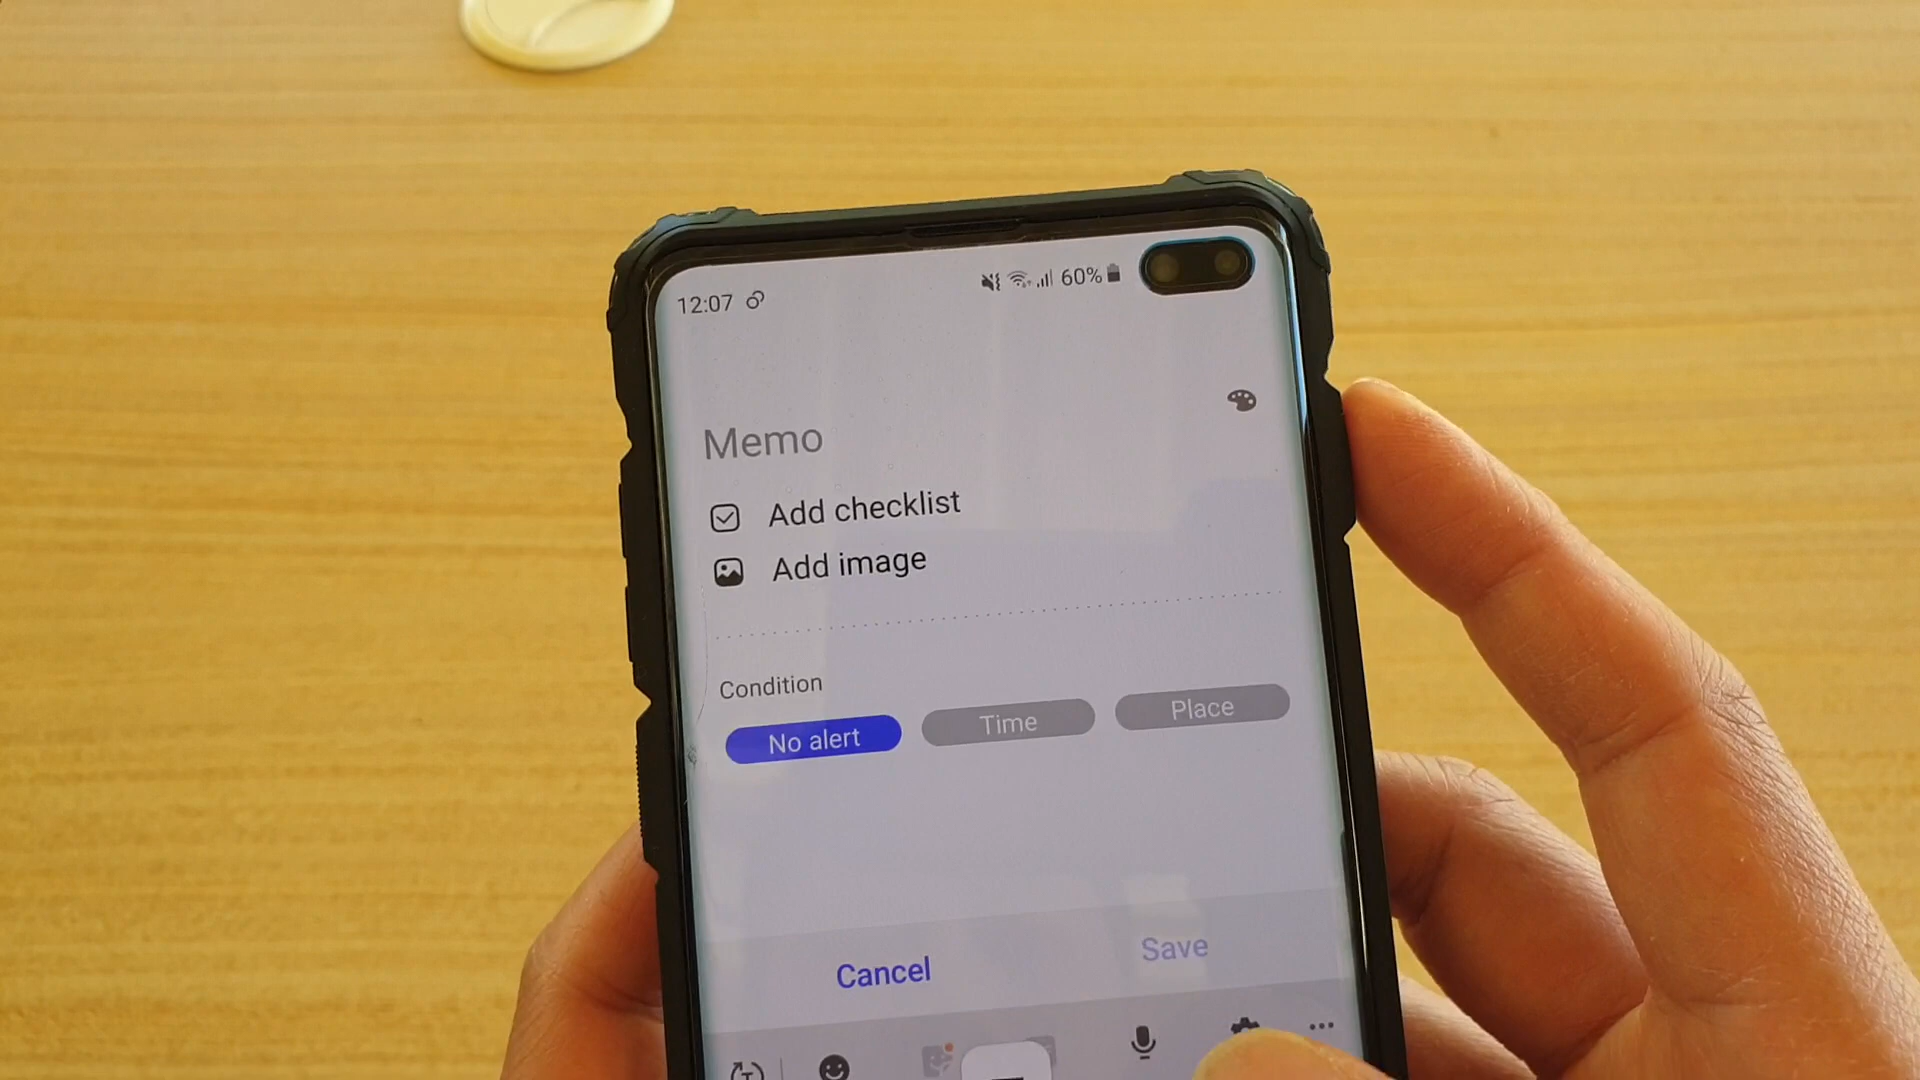 12:07 60%
Memo
Add checklist
Add image
Condition
No alert Time Place
Cancel Save